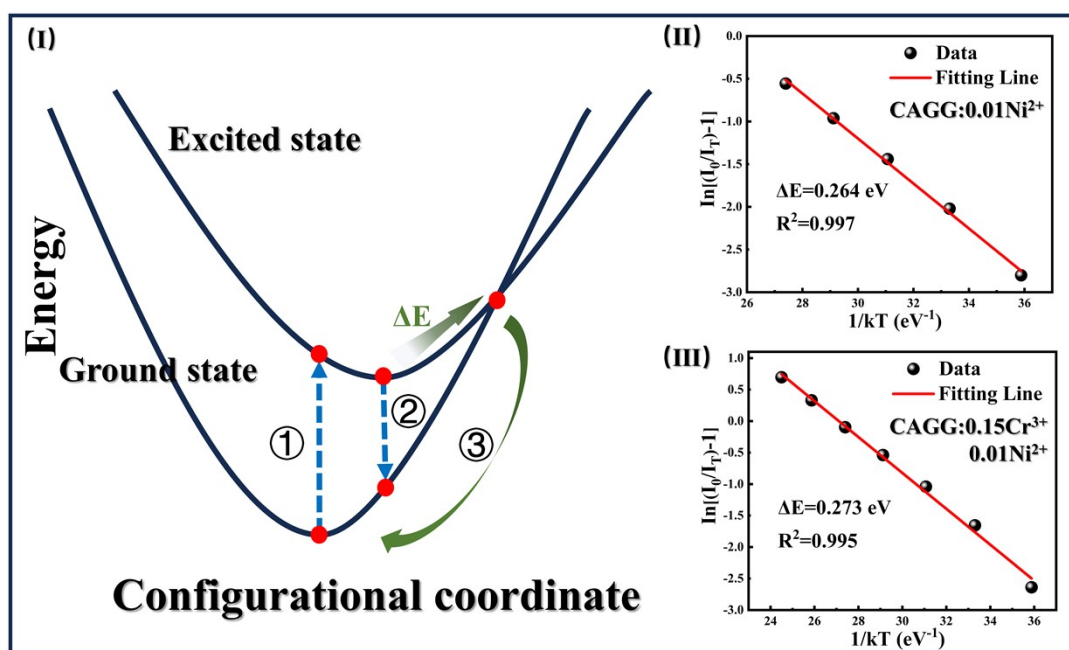 (I)
Excited state
Energy
Ground state
ΔE
①
②
③
Configurational coordinate
(II)
Data
Fitting Line
CAGG:0.01Ni²⁺
ΔE=0.264 eV
R²=0.997
In[(I₀/I_T)-1]
0.0
-0.5
-1.0
-1.5
-2.0
-2.5
-3.0
28
30
32
34
36
1/kT (eV⁻¹)
(III)
Data
Fitting Line
CAGG:0.15Cr³⁺
0.01Ni²⁺
ΔE=0.273 eV
R²=0.995
In[(I₀/I_T)-1]
1.0
0.5
0.0
-0.5
-1.0
-1.5
-2.0
-2.5
-3.0
24
26
28
30
32
34
36
1/kT (eV⁻¹)